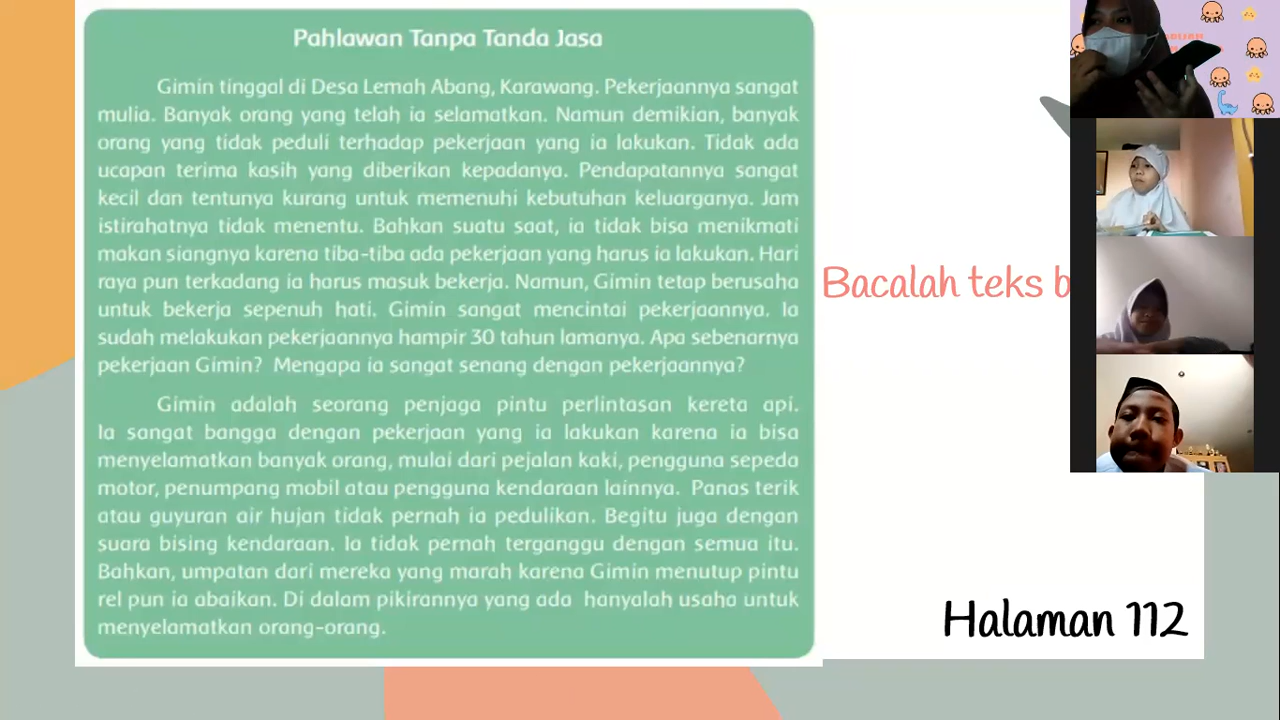 Pahlawan Tanpa Tanda Jasa
Gimin tinggal di Desa Lemah Abang, Karawang. Pekerjaannya sangat
mulia. Banyak orang yang telah ia selamatkan. Namun demikian, banyak
orang yang tidak peduli terhadap pekerjaan yang ia lakukan. Tidak ada
ucapan terima kasih yang diberikan kepadanya. Pendapatannya sangat
kecil dan tentunya kurang untuk memenuhi kebutuhan keluarganya. Jam
istirahatnya tidak menentu. Bahkan suatu saat, ia tidak bisa menikmati
makan siangnya karena tiba-tiba ada pekerjaan yang harus ia lakukan. Hari
raya pun terkadang ia harus masuk bekerja. Namun, Gimin tetap berusaha
untuk bekerja sepenuh hati. Gimin sangat mencintai pekerjaannya. Ia
sudah melakukan pekerjaannya hampir 30 tahun lamanya. Apa sebenarnya
pekerjaan Gimin? Mengapa ia sangat senang dengan pekerjaannya?
Gimin adalah seorang penjaga pintu perlintasan kereta api.
Ia sangat bangga dengan pekerjaan yang ia lakukan karena ia bisa
menyelamatkan banyak orang, mulai dari pejalan kaki, pengguna sepeda
motor, penumpang mobil atau pengguna kendaraan lainnya. Panas terik
atau guyuran air hujan tidak pernah ia pedulikan. Begitu juga dengan
suara bising kendaraan. Ia tidak pernah terganggu dengan semua itu.
Bahkan, umpatan dari mereka yang marah karena Gimin menutup pintu
rel pun ia abaikan. Di dalam pikirannya yang ada hanyalah usaha untuk
menyelamatkan orang-orang.
Bacalah teks b
Halaman 112